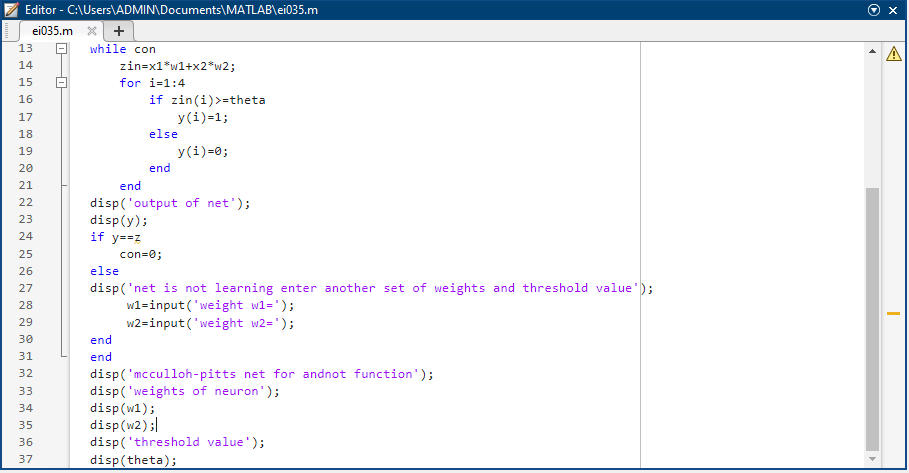 Editor - C:\Users\ADMIN\Documents\MATLAB\ei035.m
ei035.m
13 while con
14 zin=x1*w1+x2*w2;
15 for i=1:4
16 if zin(i)>=theta
17 y(i)=1;
18 else
19 y(i)=0;
20 end
21 end
22 disp('output of net');
23 disp(y);
24 if y==z
25 con=0;
26 else
27 disp('net is not learning enter another set of weights and threshold value');
28 w1=input('weight w1=');
29 w2=input('weight w2=');
30 end
31 end
32 disp('mcculloh-pitts net for andnot function');
33 disp('weights of neuron');
34 disp(w1);
35 disp(w2);
36 disp('threshold value');
37 disp(theta);